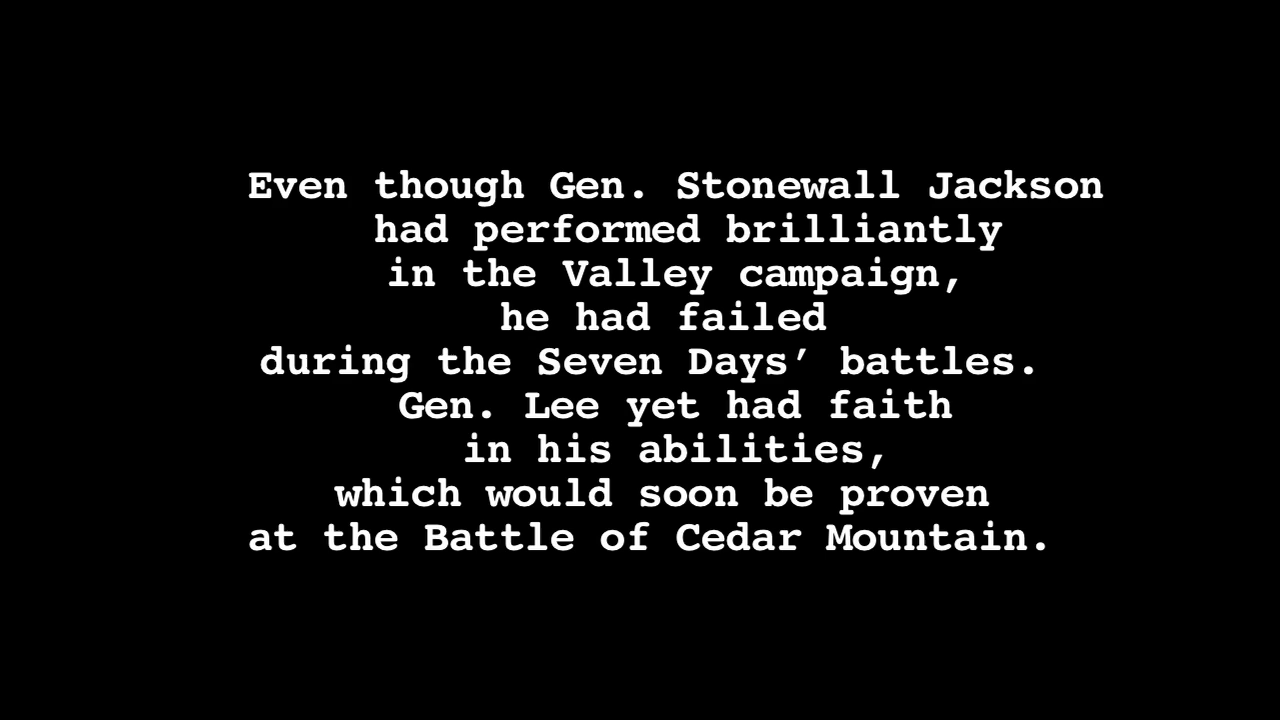 Even though Gen. Stonewall Jackson
had performed brilliantly
in the Valley campaign,
he had failed
during the Seven Days’ battles.
Gen. Lee yet had faith
in his abilities,
which would soon be proven
at the Battle of Cedar Mountain.